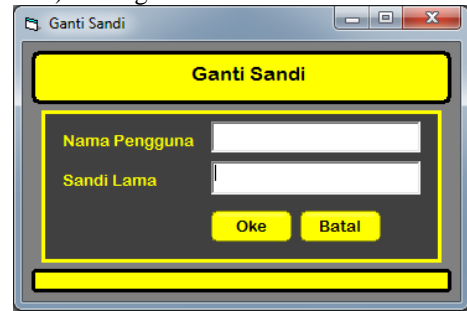 Ganti Sandi
Ganti Sandi
Nama Pengguna
Sandi Lama
Oke Batal